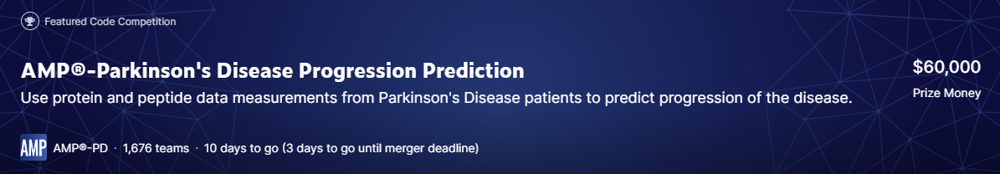 Featured Code Competition
AMP®-Parkinson's Disease Progression Prediction
$60,000
Use protein and peptide data measurements from Parkinson's Disease patients to predict progression of the disease.
Prize Money
AMP AMP®-PD · 1,676 teams · 10 days to go (3 days to go until merger deadline)